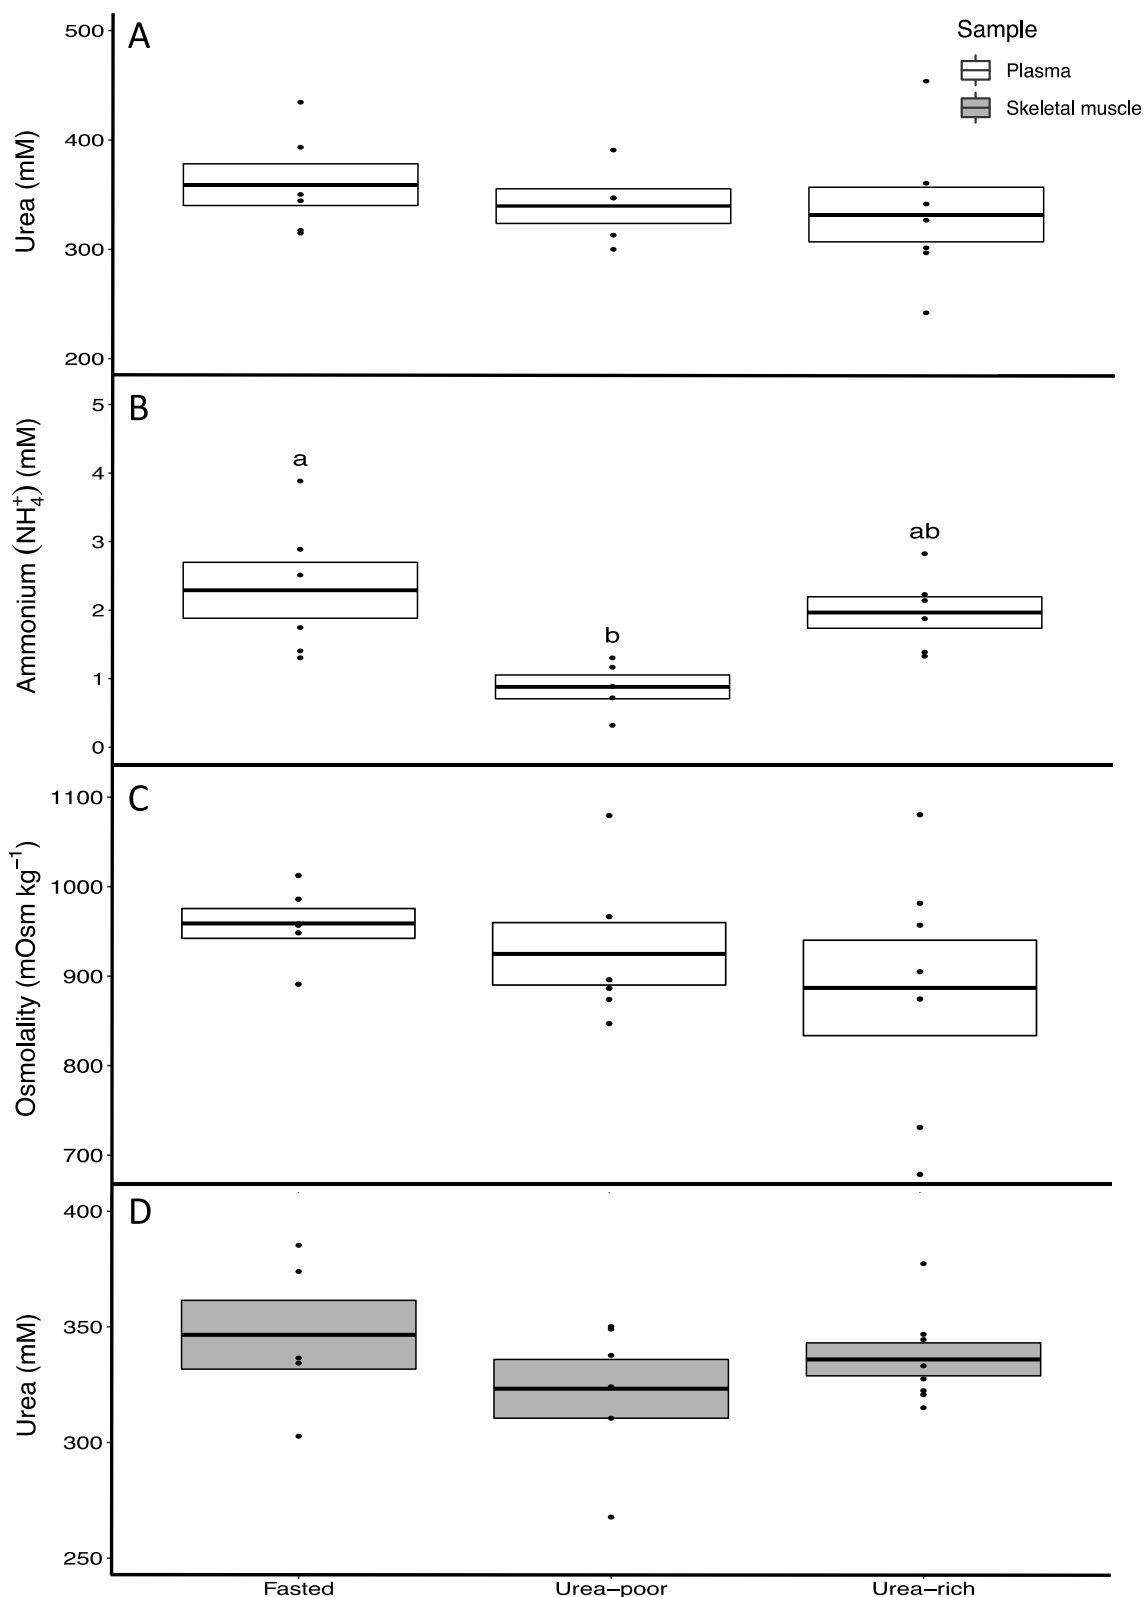 A
Sample
Plasma
Skeletal muscle
Urea (mM)
500
400
300
200
B
Ammonium (NH₄⁺) (mM)
5
4
3
2
1
0
a
b
ab
C
Osmolality (mOsm kg⁻¹)
1100
1000
900
800
700
D
Urea (mM)
400
350
300
250
Fasted
Urea–poor
Urea–rich